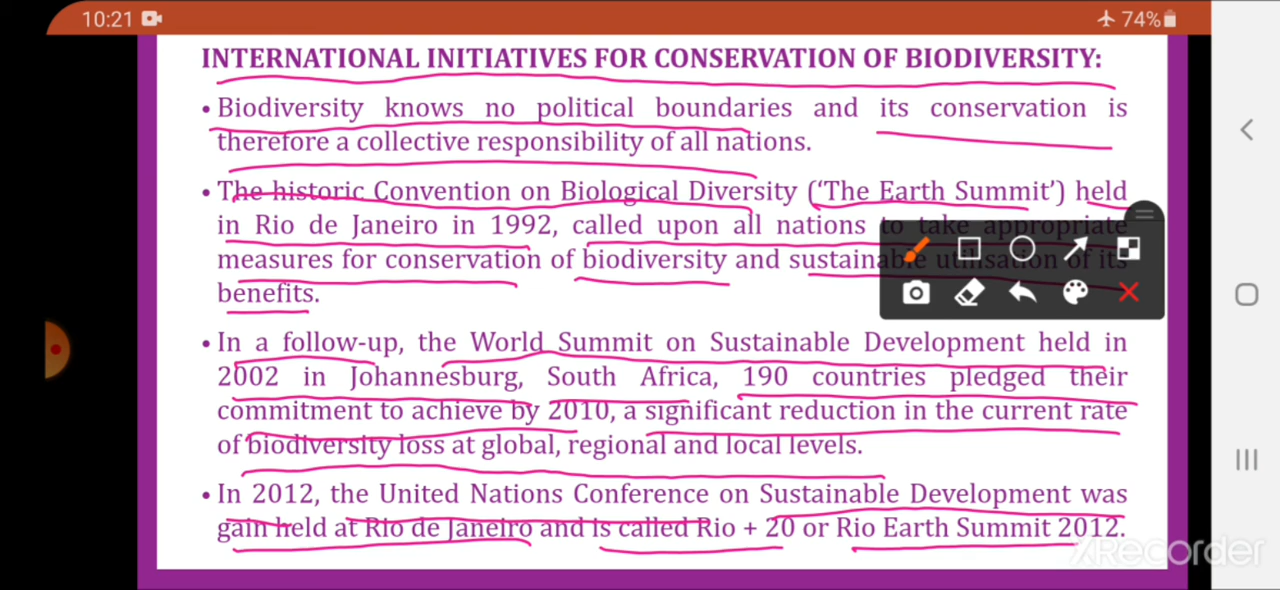 10:21
74%
INTERNATIONAL INITIATIVES FOR CONSERVATION OF BIODIVERSITY:
• Biodiversity knows no political boundaries and its conservation is
therefore a collective responsibility of all nations.
• The historic Convention on Biological Diversity (‘The Earth Summit’) held
in Rio de Janeiro in 1992, called upon all nations to take appropriate
measures for conservation of biodiversity and sustainable utilisation of its
benefits.
• In a follow-up, the World Summit on Sustainable Development held in
2002 in Johannesburg, South Africa, 190 countries pledged their
commitment to achieve by 2010, a significant reduction in the current rate
of biodiversity loss at global, regional and local levels.
• In 2012, the United Nations Conference on Sustainable Development was
gain held at Rio de Janeiro and is called Rio + 20 or Rio Earth Summit 2012.
XRecorder